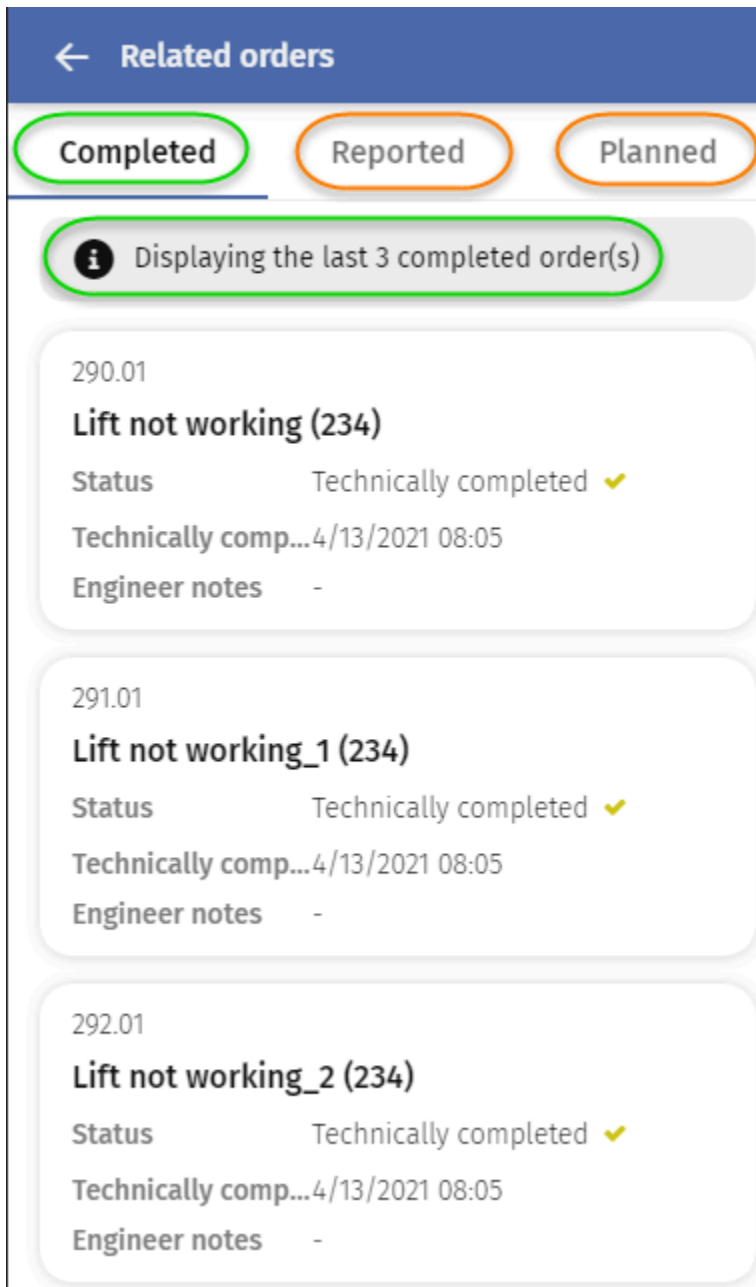 Related orders
Completed Reported Planned
Displaying the last 3 completed order(s)
290.01
Lift not working (234)
Status Technically completed
Technically comp...4/13/2021 08:05
Engineer notes -
291.01
Lift not working_1 (234)
Status Technically completed
Technically comp...4/13/2021 08:05
Engineer notes -
292.01
Lift not working_2 (234)
Status Technically completed
Technically comp...4/13/2021 08:05
Engineer notes -